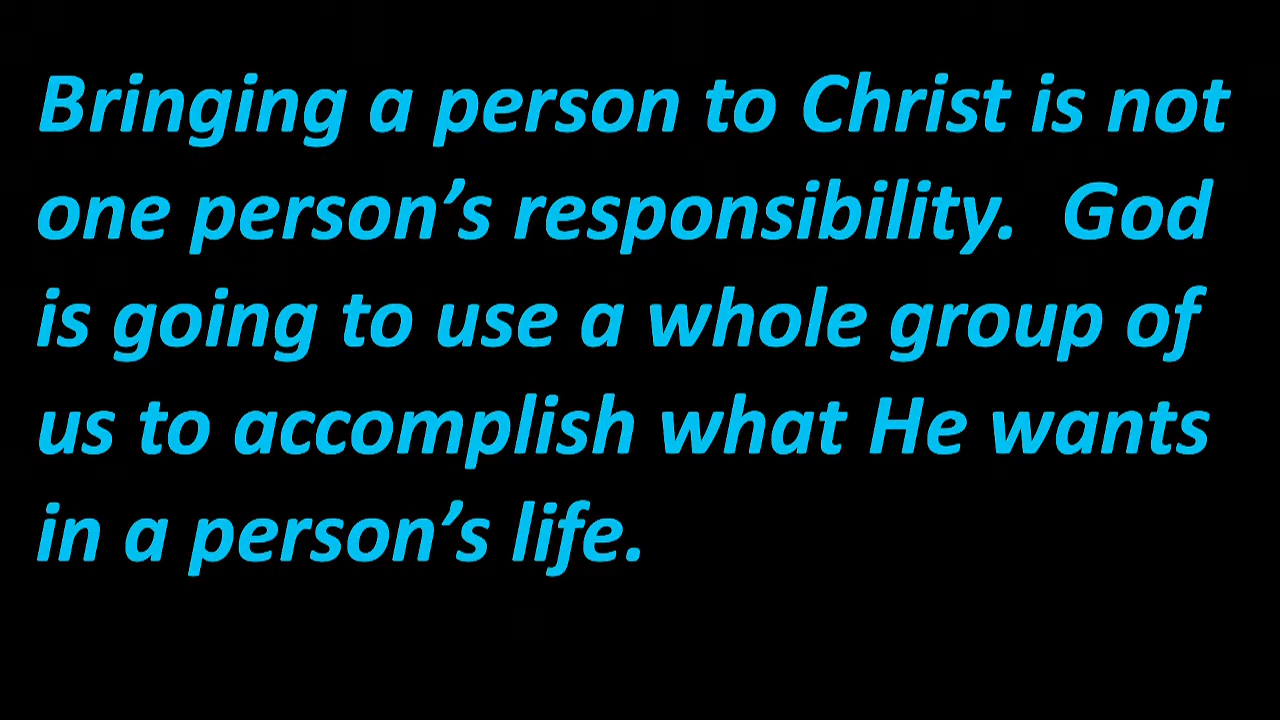 Bringing a person to Christ is not
one person’s responsibility.  God
is going to use a whole group of
us to accomplish what He wants
in a person’s life.